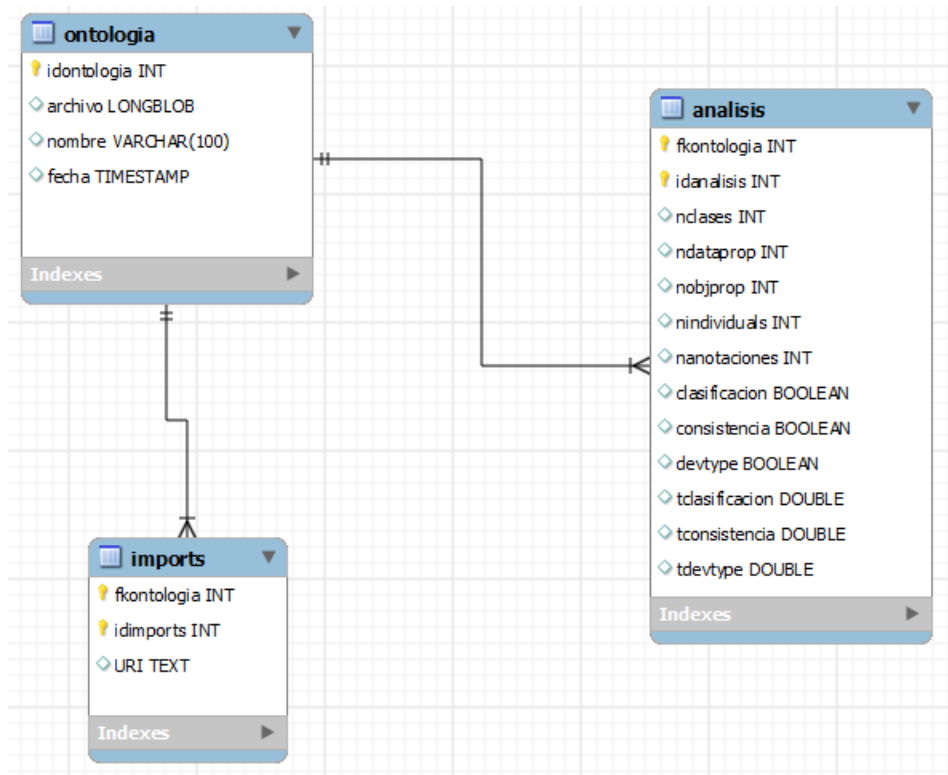 ontologia
idontologia INT
archivo LONGBLOB
nombre VARCHAR(100)
fecha TIMESTAMP
Indexes
analisis
fkontologia INT
idanalisis INT
nclases INT
ndataprop INT
nobjprop INT
nindividuals INT
nanotaciones INT
clasificacion BOOLEAN
consistencia BOOLEAN
devtype BOOLEAN
tclasificacion DOUBLE
tconsistencia DOUBLE
tdevtype DOUBLE
Indexes
imports
fkontologia INT
idimports INT
URI TEXT
Indexes